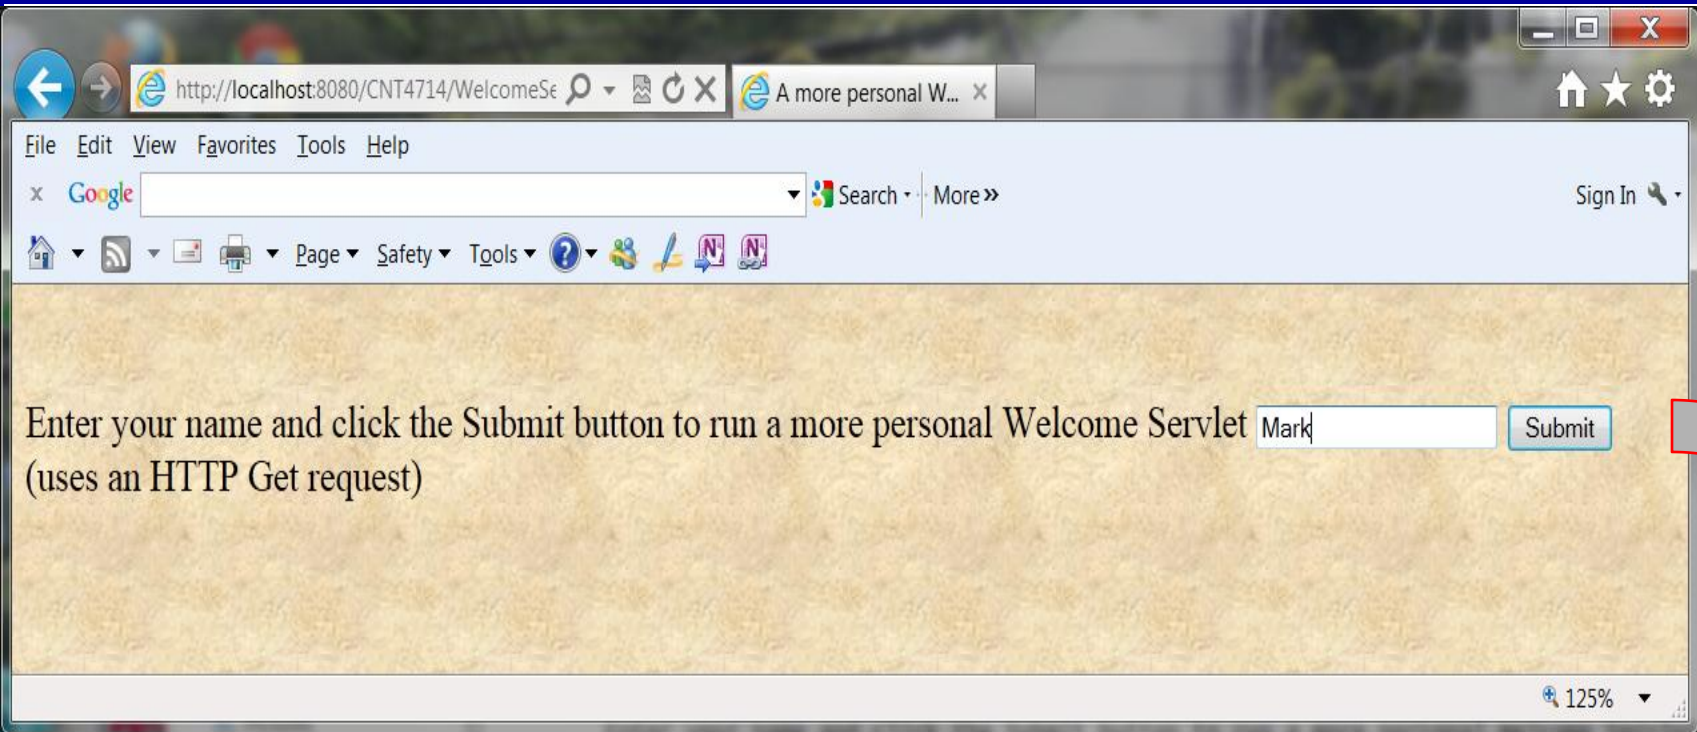 http://localhost:8080/CNT4714/WelcomeSe
A more personal W...
File Edit View Favorites Tools Help
x Google Search More »
Sign In
Page Safety Tools
Enter your name and click the Submit button to run a more personal Welcome Servlet Mark Submit
(uses an HTTP Get request)
125%